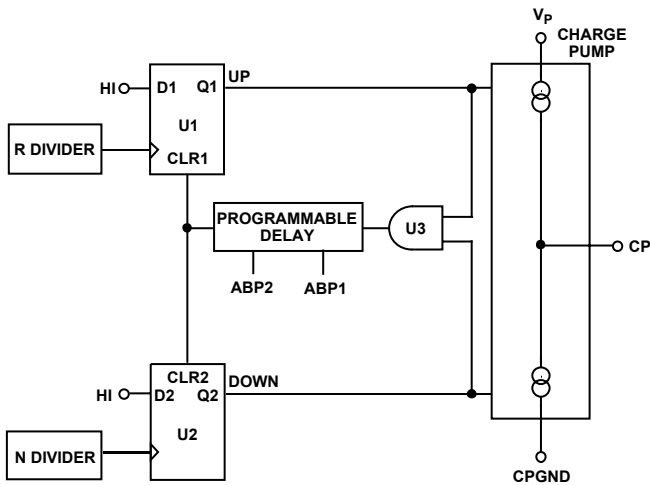 VP
CHARGE
PUMP
HI
D1
Q1
UP
U1
R DIVIDER
CLR1
PROGRAMMABLE
DELAY
U3
ABP2
ABP1
CP
CLR2
DOWN
HI
D2
Q2
U2
N DIVIDER
CPGND